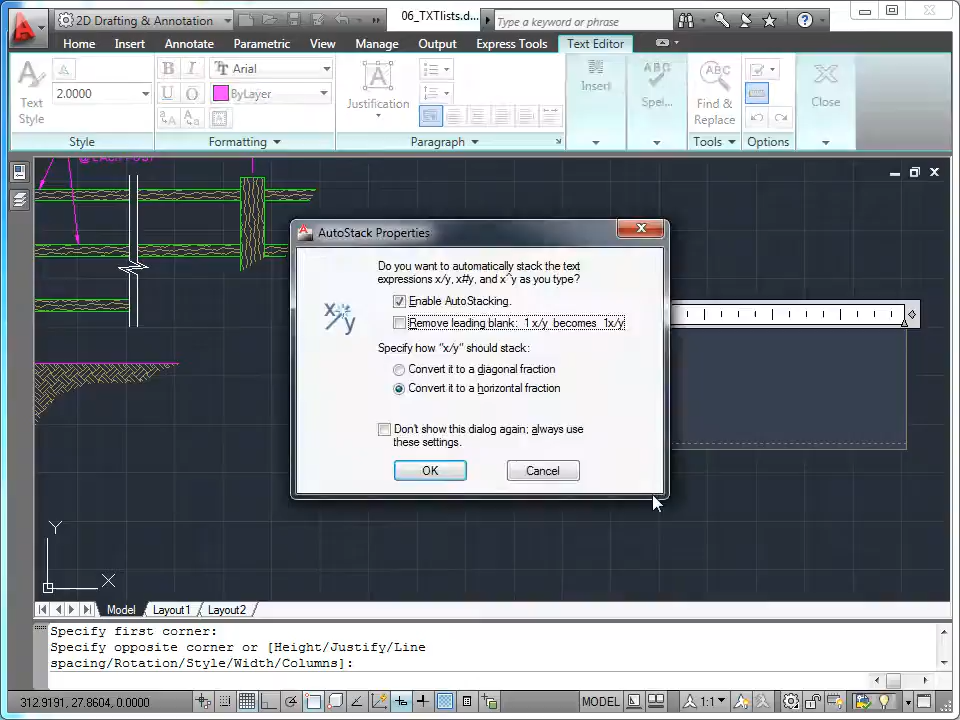 2D Drafting & Annotation
06_TXTlists.d...
Type a keyword or phrase
Home Insert Annotate Parametric View Manage Output Express Tools Text Editor
Text Style
2.0000
Style
B I
U O
Arial
ByLayer
Formatting
Justification
Paragraph
Insert
ABC
Spel...
ABC
Find & Replace
Tools
Options
Close
AutoStack Properties
Do you want to automatically stack the text
expressions x/y, x#y, and x^y as you type?
Enable AutoStacking.
Remove leading blank: 1 x/y becomes 1x/y
Specify how "x/y" should stack:
Convert it to a diagonal fraction
Convert it to a horizontal fraction
Don't show this dialog again; always use
these settings.
OK Cancel
Y
X
Model Layout1 Layout2
Specify first corner:
Specify opposite corner or [Height/Justify/Line
spacing/Rotation/Style/Width/Columns]:
312.9191, 27.8604, 0.0000
MODEL
1:1